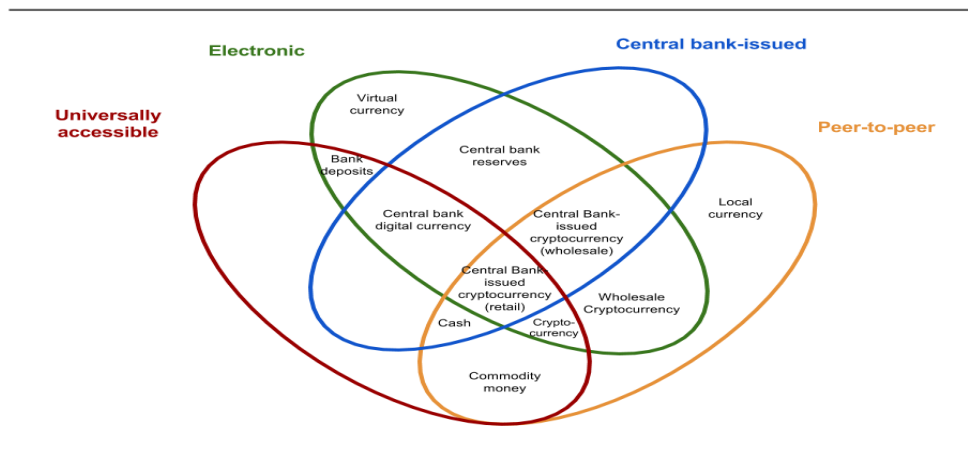 Electronic
Central bank-issued
Universally
accessible
Peer-to-peer
Virtual
currency
Bank
deposits
Central bank
reserves
Local
currency
Central bank
digital currency
Central Bank-
issued
cryptocurrency
(wholesale)
Central Bank-
issued
cryptocurrency
(retail)
Wholesale
Cryptocurrency
Cash
Crypto-
currency
Commodity
money